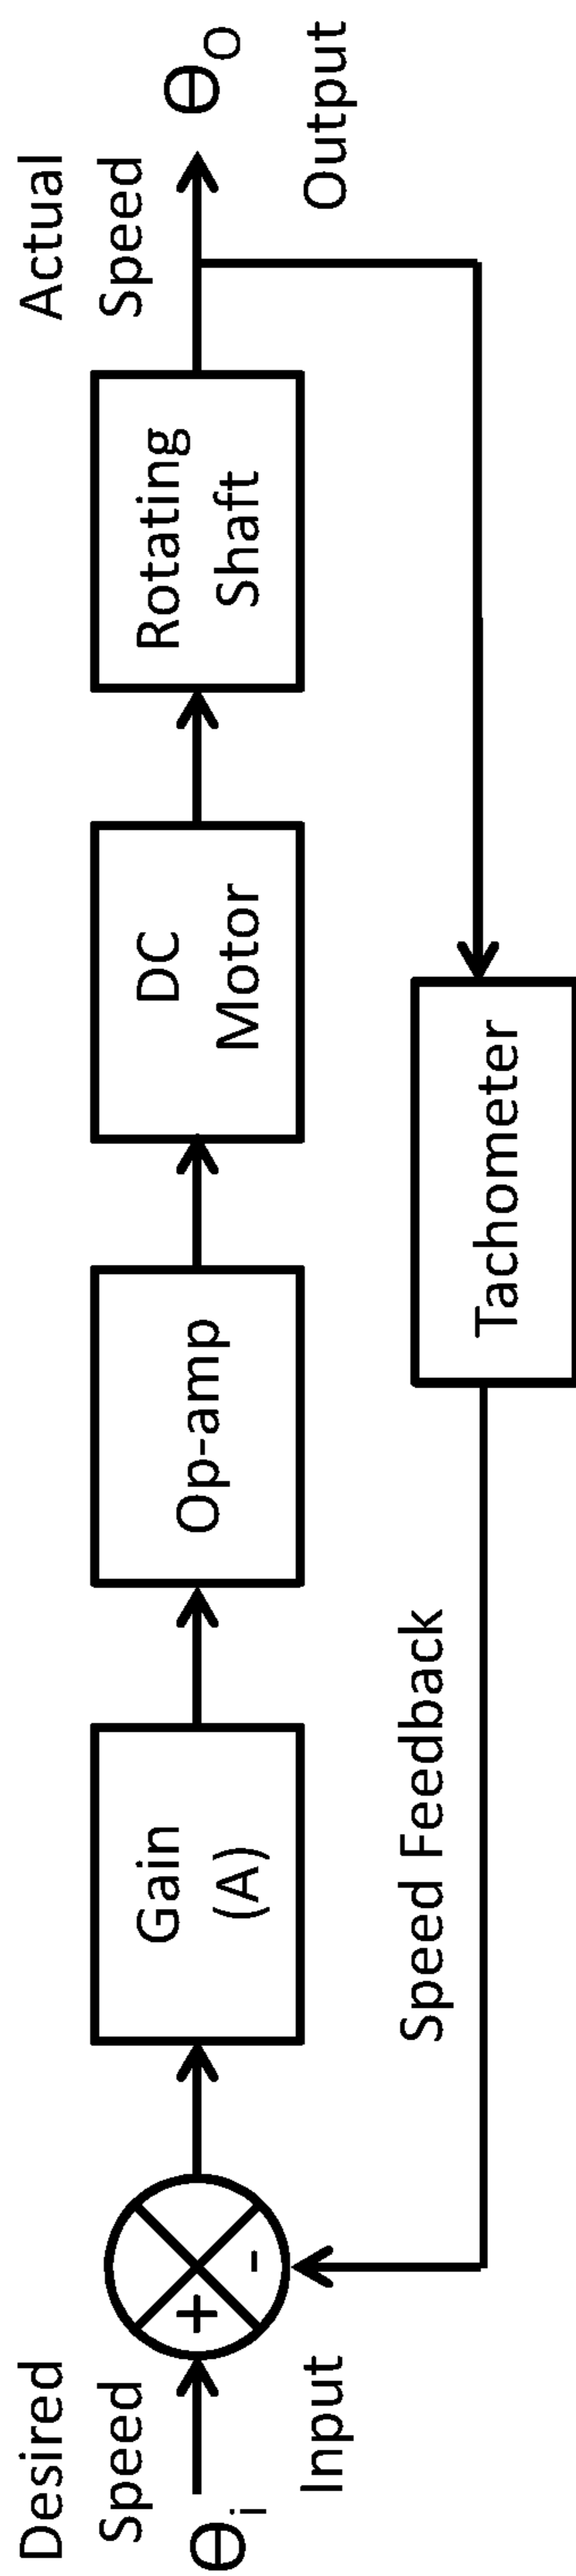 Desired
Speed
Θi
Input
+
-
Gain
(A)
Op-amp
DC
Motor
Rotating
Shaft
Actual
Speed
Θo
Output
Speed Feedback
Tachometer